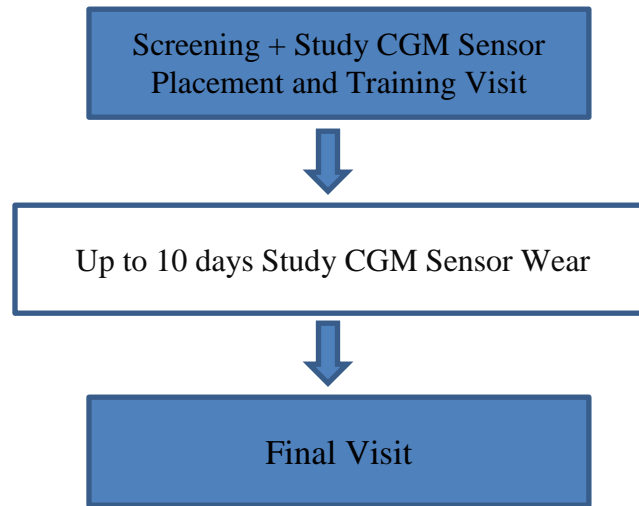 Screening + Study CGM Sensor
Placement and Training Visit
Up to 10 days Study CGM Sensor Wear
Final Visit